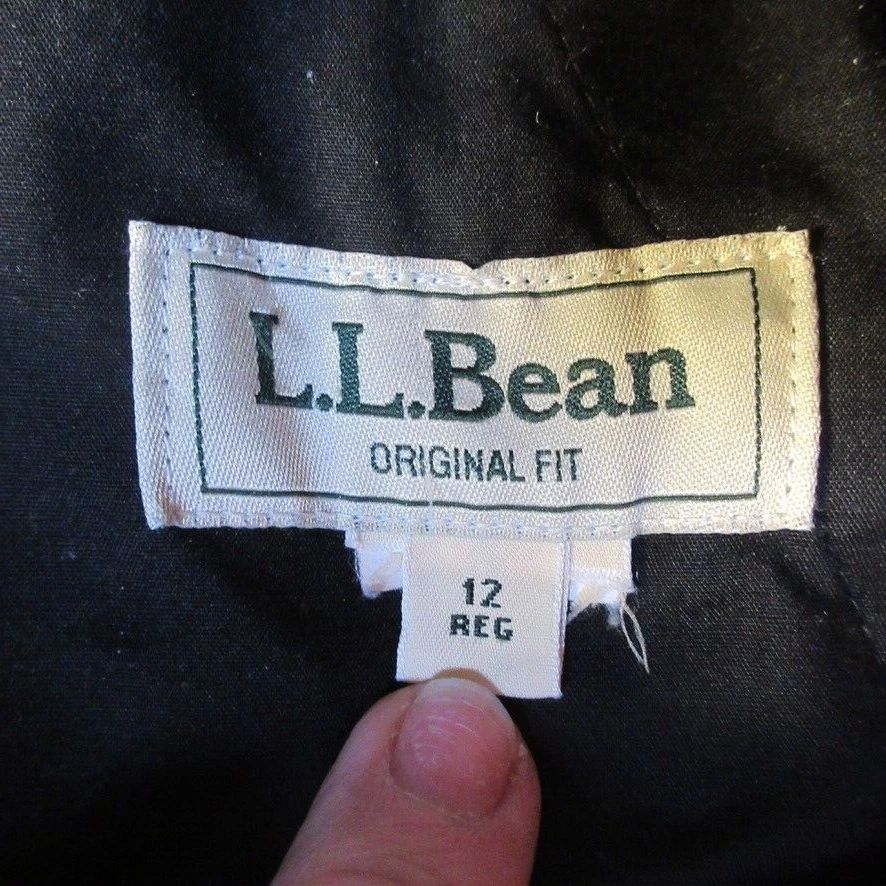 L.L.Bean
ORIGINAL FIT
12
REG